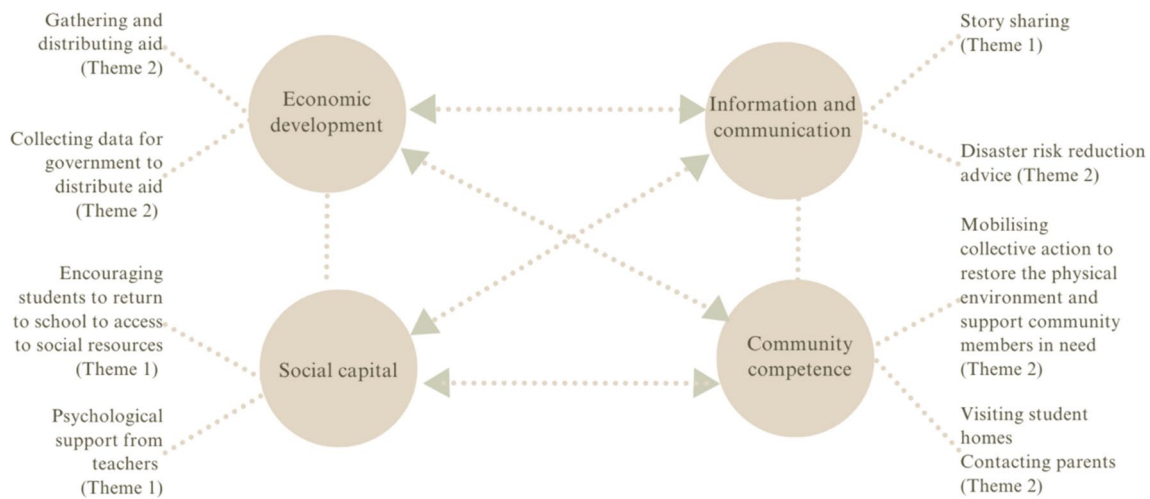 Gathering and
distributing aid
(Theme 2)
Collecting data for
government to
distribute aid
(Theme 2)
Encouraging
students to return
to school to access
to social resources
(Theme 1)
Psychological
support from
teachers
(Theme 1)
Economic
development
Social capital
Information and
communication
Community
competence
Story sharing
(Theme 1)
Disaster risk reduction
advice (Theme 2)
Mobilising
collective action to
restore the physical
environment and
support community
members in need
(Theme 2)
Visiting student
homes
Contacting parents
(Theme 2)